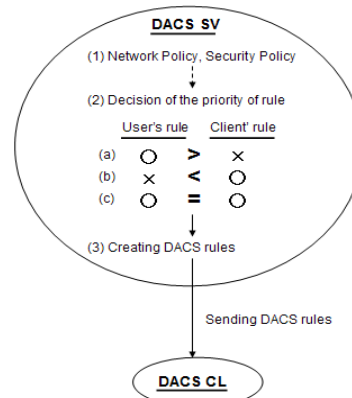 DACS SV
(1) Network Policy, Security Policy
(2) Decision of the priority of rule
User's rule Client' rule
(a) O > ×
(b) × < O
(c) O = O
(3) Creating DACS rules
Sending DACS rules
DACS CL